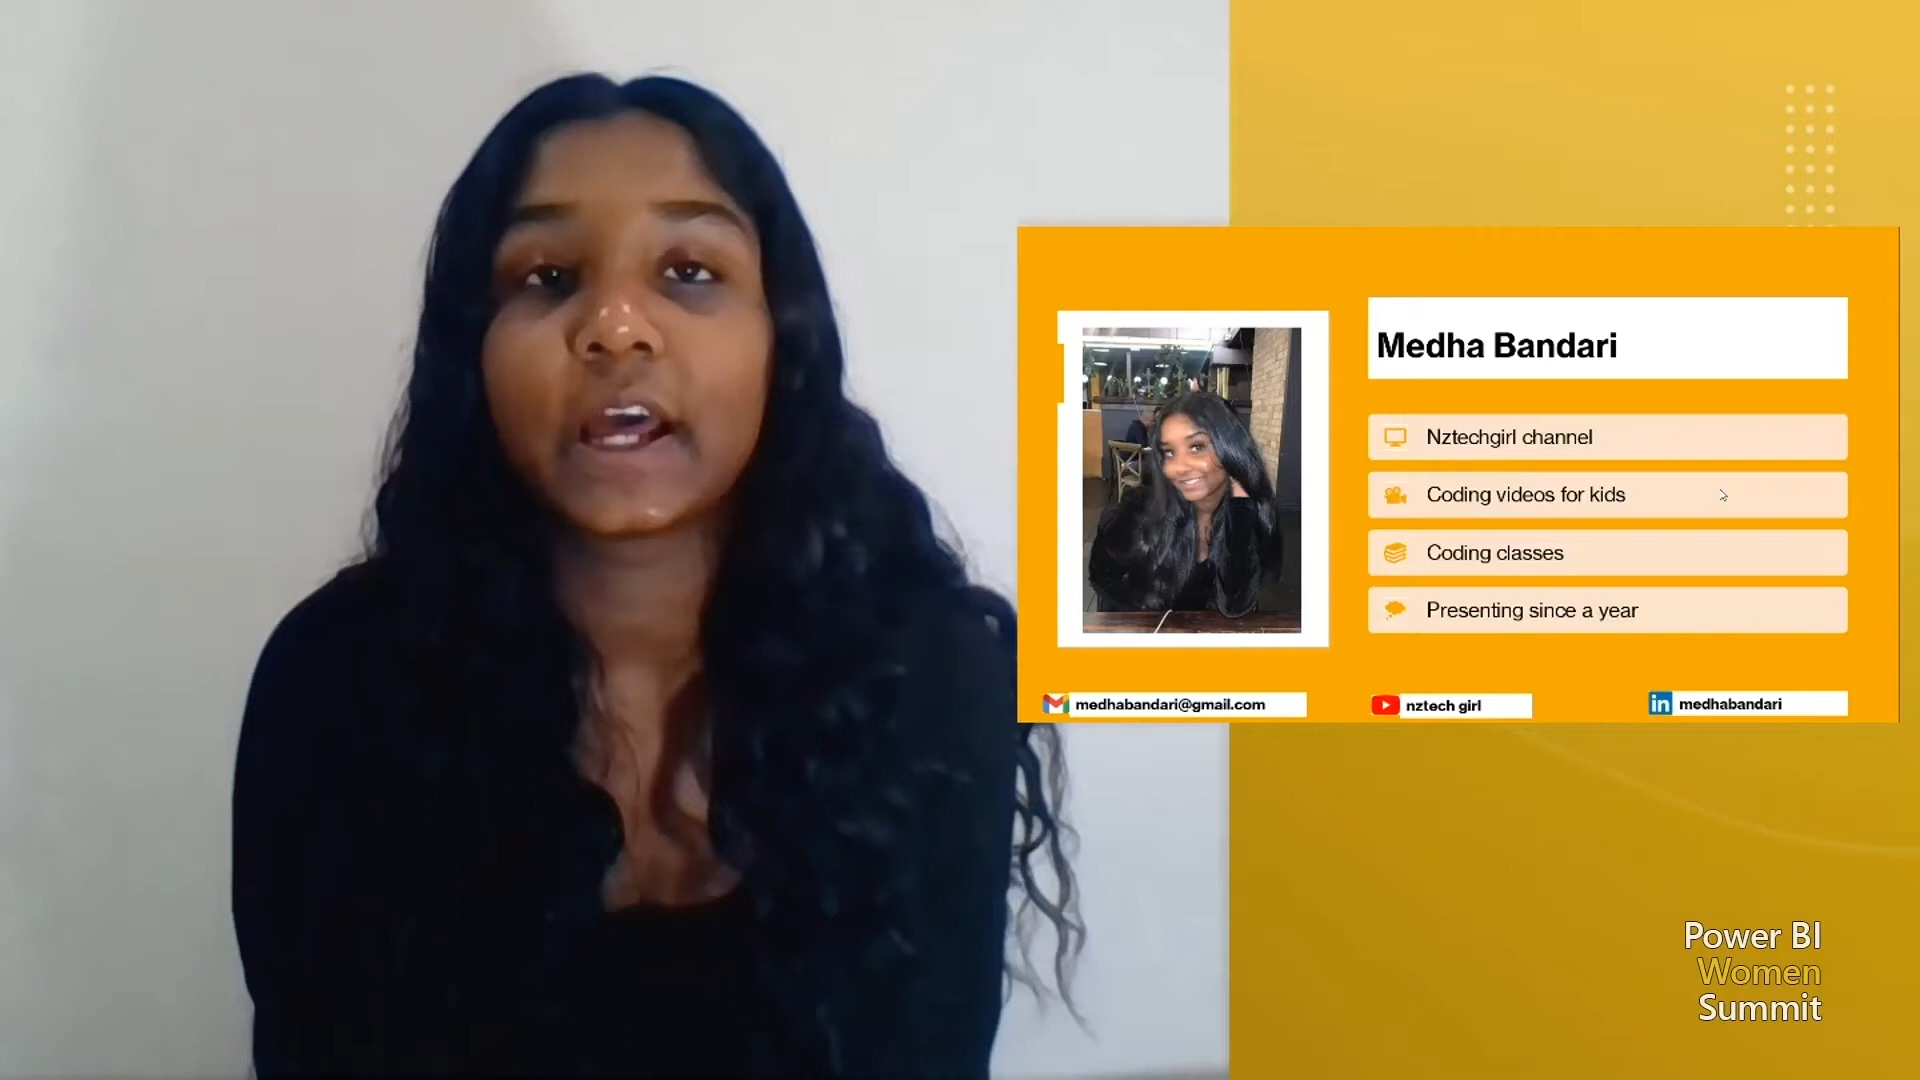 Medha Bandari
Nztechgirl channel
Coding videos for kids
Coding classes
Presenting since a year
medhabandari@gmail.com
nztech girl
in medhabandari
Power BI
Women
Summit